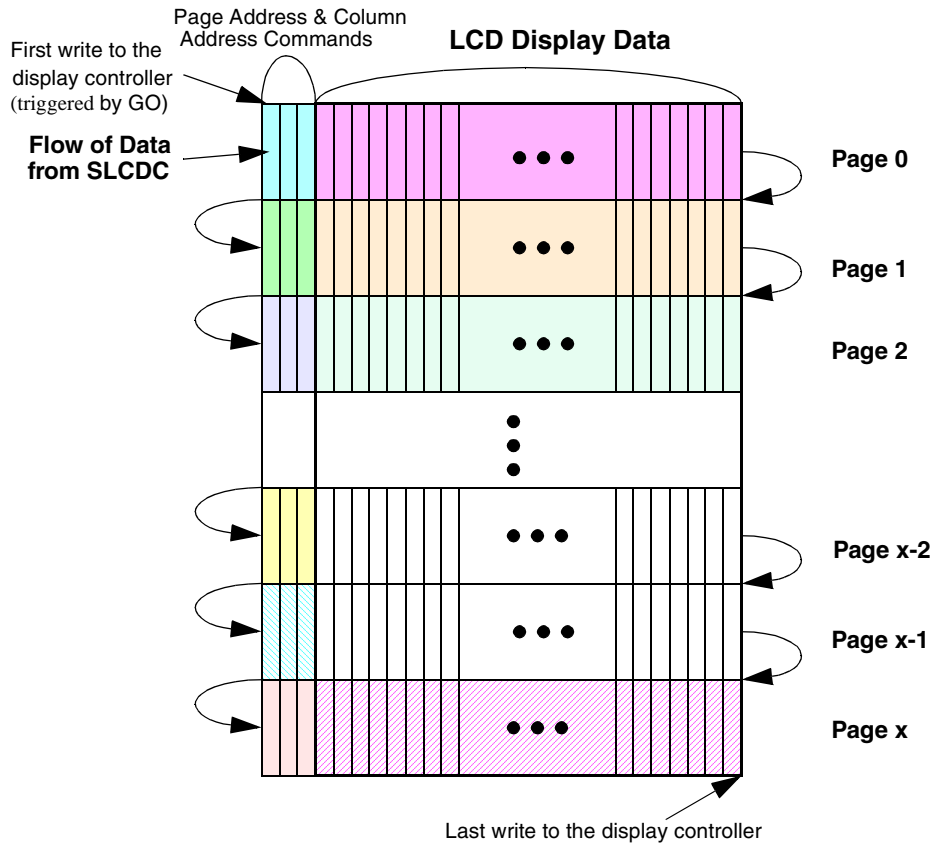 Page Address & Column
Address Commands
LCD Display Data
First write to the
display controller
(triggered by GO)
Flow of Data
from SLCDC
Page 0
Page 1
Page 2
Page x-2
Page x-1
Page x
Last write to the display controller